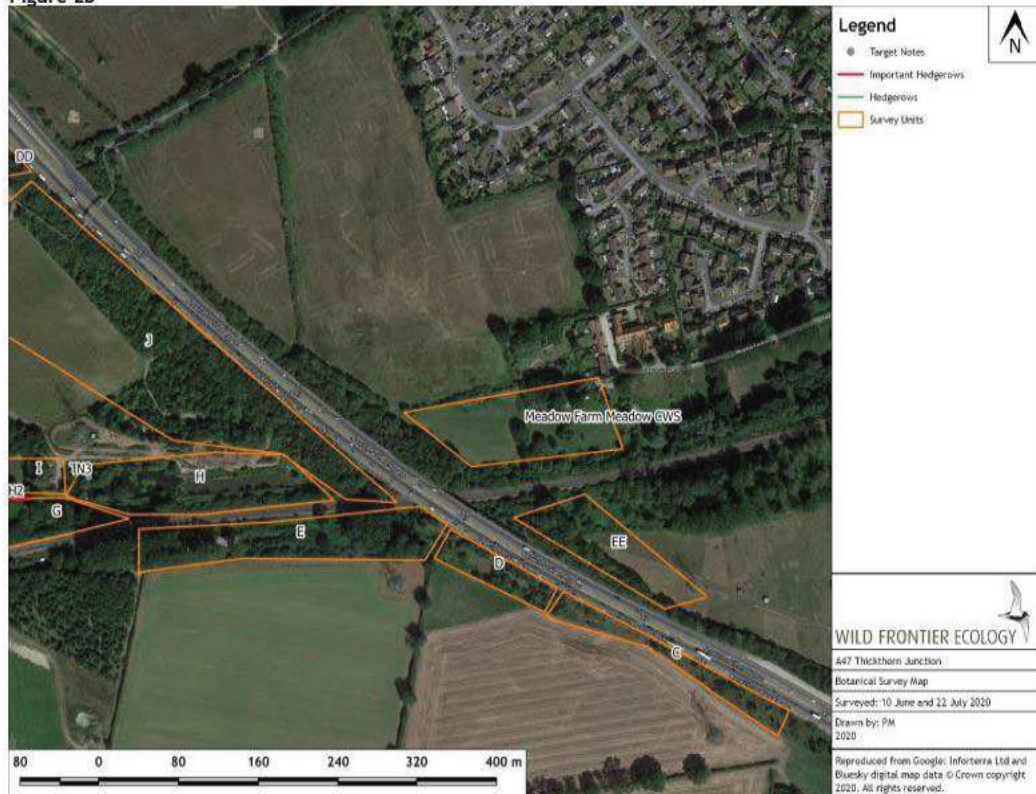 Figure 2B
Legend
N
Target Notes
Important Hedgerows
Hedgerows
Survey Units
DD
J
Meadow Farm Meadow CWS
I
TN3
H
H2
G
E
D
EE
C
80 0 80 160 240 320 400 m
WILD FRONTIER ECOLOGY
A47 Thickthorn Junction
Botanical Survey Map
Surveyed: 10 June and 22 July 2020
Drawn by: PM
2020
Reproduced from Google: Inforterra Ltd and
Bluesky digital map data © Crown copyright
2020. All rights reserved.